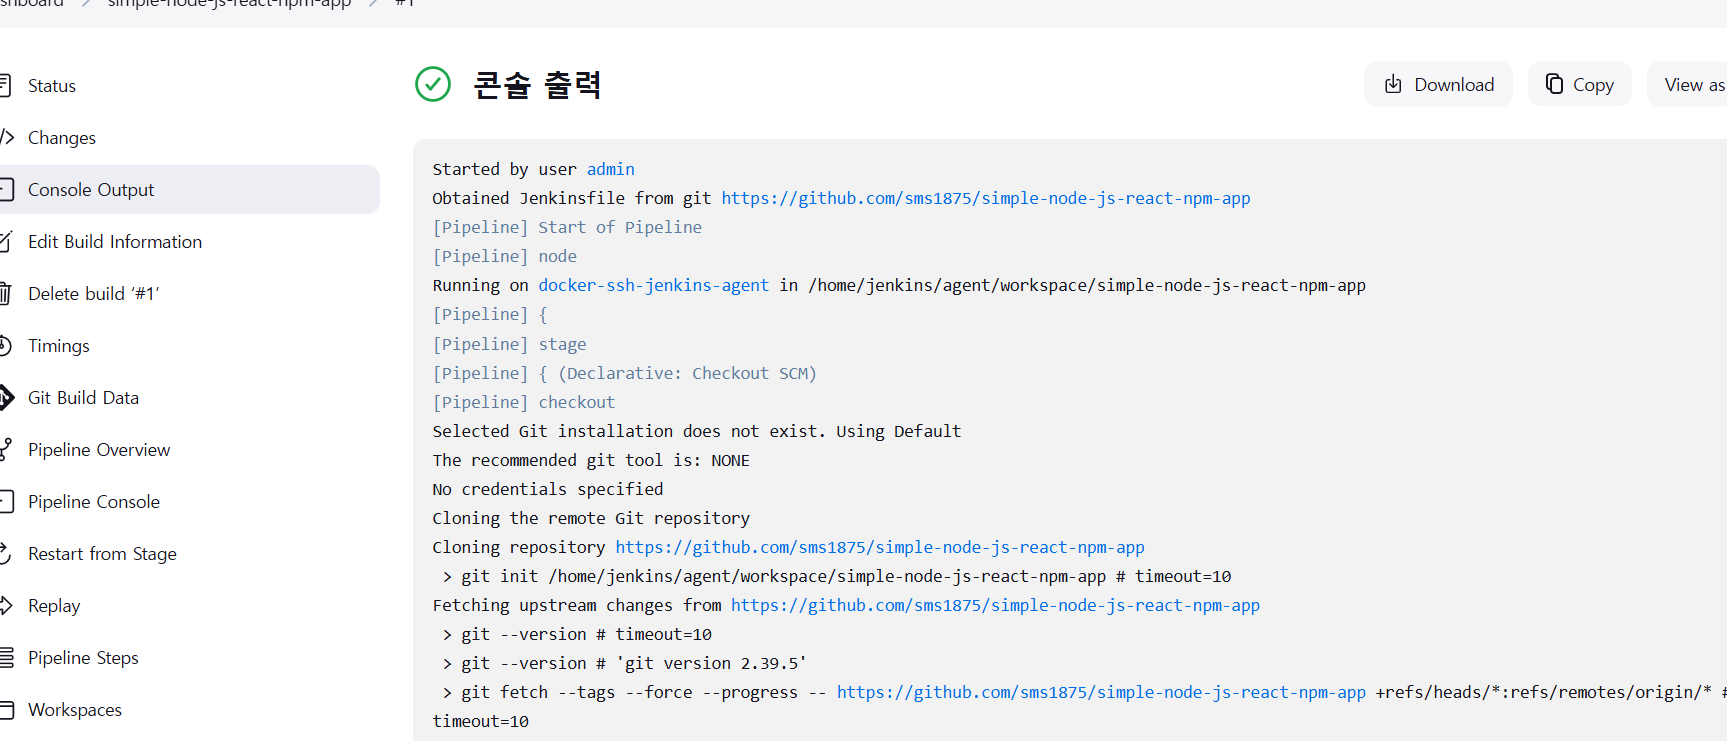 simple-node-js-react-npm-app
#1
Status
Changes
Console Output
Edit Build Information
Delete build ‘#1’
Timings
Git Build Data
Pipeline Overview
Pipeline Console
Restart from Stage
Replay
Pipeline Steps
Workspaces
콘솔 출력
Download
Copy
View as
Started by user admin
Obtained Jenkinsfile from git https://github.com/sms1875/simple-node-js-react-npm-app
[Pipeline] Start of Pipeline
[Pipeline] node
Running on docker-ssh-jenkins-agent in /home/jenkins/agent/workspace/simple-node-js-react-npm-app
[Pipeline] {
[Pipeline] stage
[Pipeline] { (Declarative: Checkout SCM)
[Pipeline] checkout
Selected Git installation does not exist. Using Default
The recommended git tool is: NONE
No credentials specified
Cloning the remote Git repository
Cloning repository https://github.com/sms1875/simple-node-js-react-npm-app
 > git init /home/jenkins/agent/workspace/simple-node-js-react-npm-app # timeout=10
Fetching upstream changes from https://github.com/sms1875/simple-node-js-react-npm-app
 > git --version # timeout=10
 > git --version # 'git version 2.39.5'
 > git fetch --tags --force --progress -- https://github.com/sms1875/simple-node-js-react-npm-app +refs/heads/*:refs/remotes/origin/* #
timeout=10